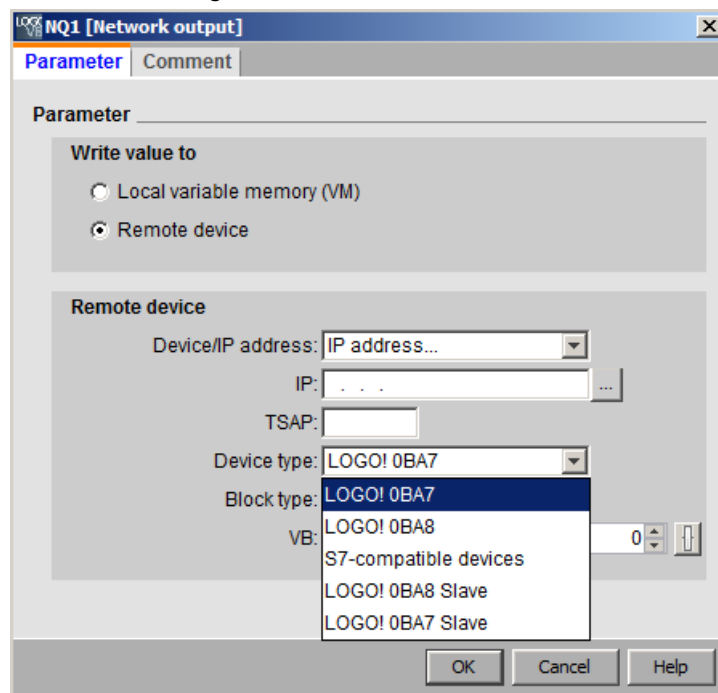 NQ1 [Network output]
Parameter Comment
Parameter
Write value to
Local variable memory (VM)
Remote device
Remote device
Device/IP address: IP address...
IP: . . . ...
TSAP:
Device type: LOGO! 0BA7
Block type: LOGO! 0BA7
LOGO! 0BA8
VB: 0
S7-compatible devices
LOGO! 0BA8 Slave
LOGO! 0BA7 Slave
OK Cancel Help